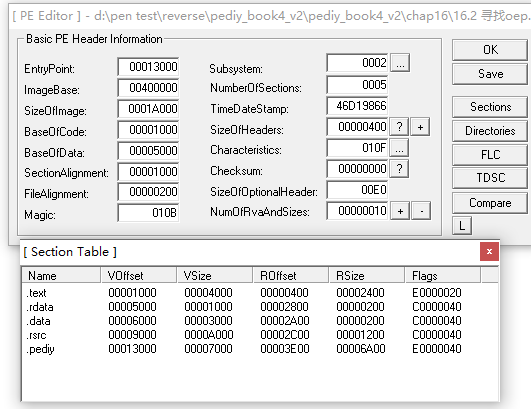 [ PE Editor ] - d:\pen test\reverse\pediy_book4_v2\pediy_book4_v2\chap16\16.2 寻找oep.
Basic PE Header Information
EntryPoint: 00013000 Subsystem: 0002 ... OK
ImageBase: 00400000 NumberOfSections: 0005 Save
SizeOfImage: 0001A000 TimeDateStamp: 46D19866
BaseOfCode: 00001000 SizeOfHeaders: 00000400 ? + Sections
BaseOfData: 00005000 Characteristics: 010F ... Directories
SectionAlignment: 00001000 Checksum: 00000000 ? FLC
FileAlignment: 00000200 SizeOfOptionalHeader: 00E0 TDSC
Magic: 010B NumOfRvaAndSizes: 00000010 + - Compare
L
[ Section Table ] x
Name VOffset VSize ROffset RSize Flags
.text 00001000 00004000 00000400 00002400 E0000020
.rdata 00005000 00001000 00002800 00000200 C0000040
.data 00006000 00003000 00002A00 00000200 C0000040
.rsrc 00009000 0000A000 00002C00 00001200 C0000040
.pediy 00013000 00007000 00003E00 00006A00 E0000040